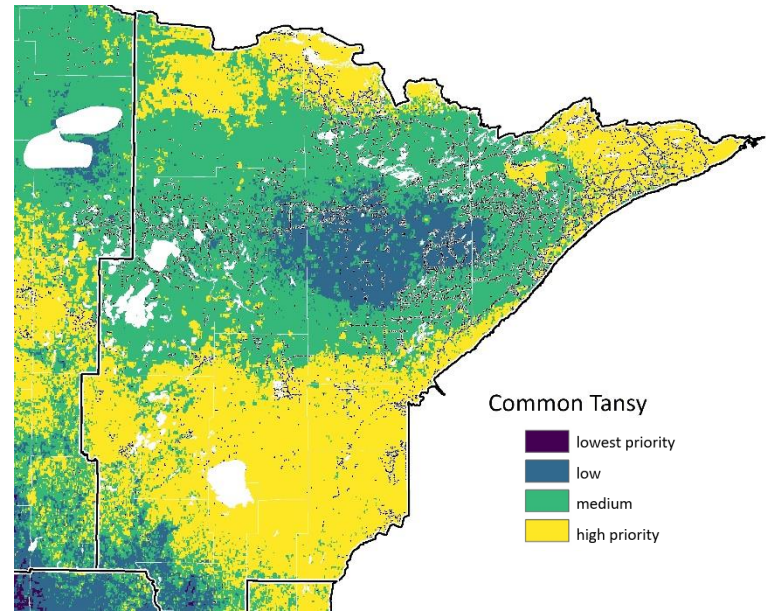 Common Tansy
lowest priority
low
medium
high priority